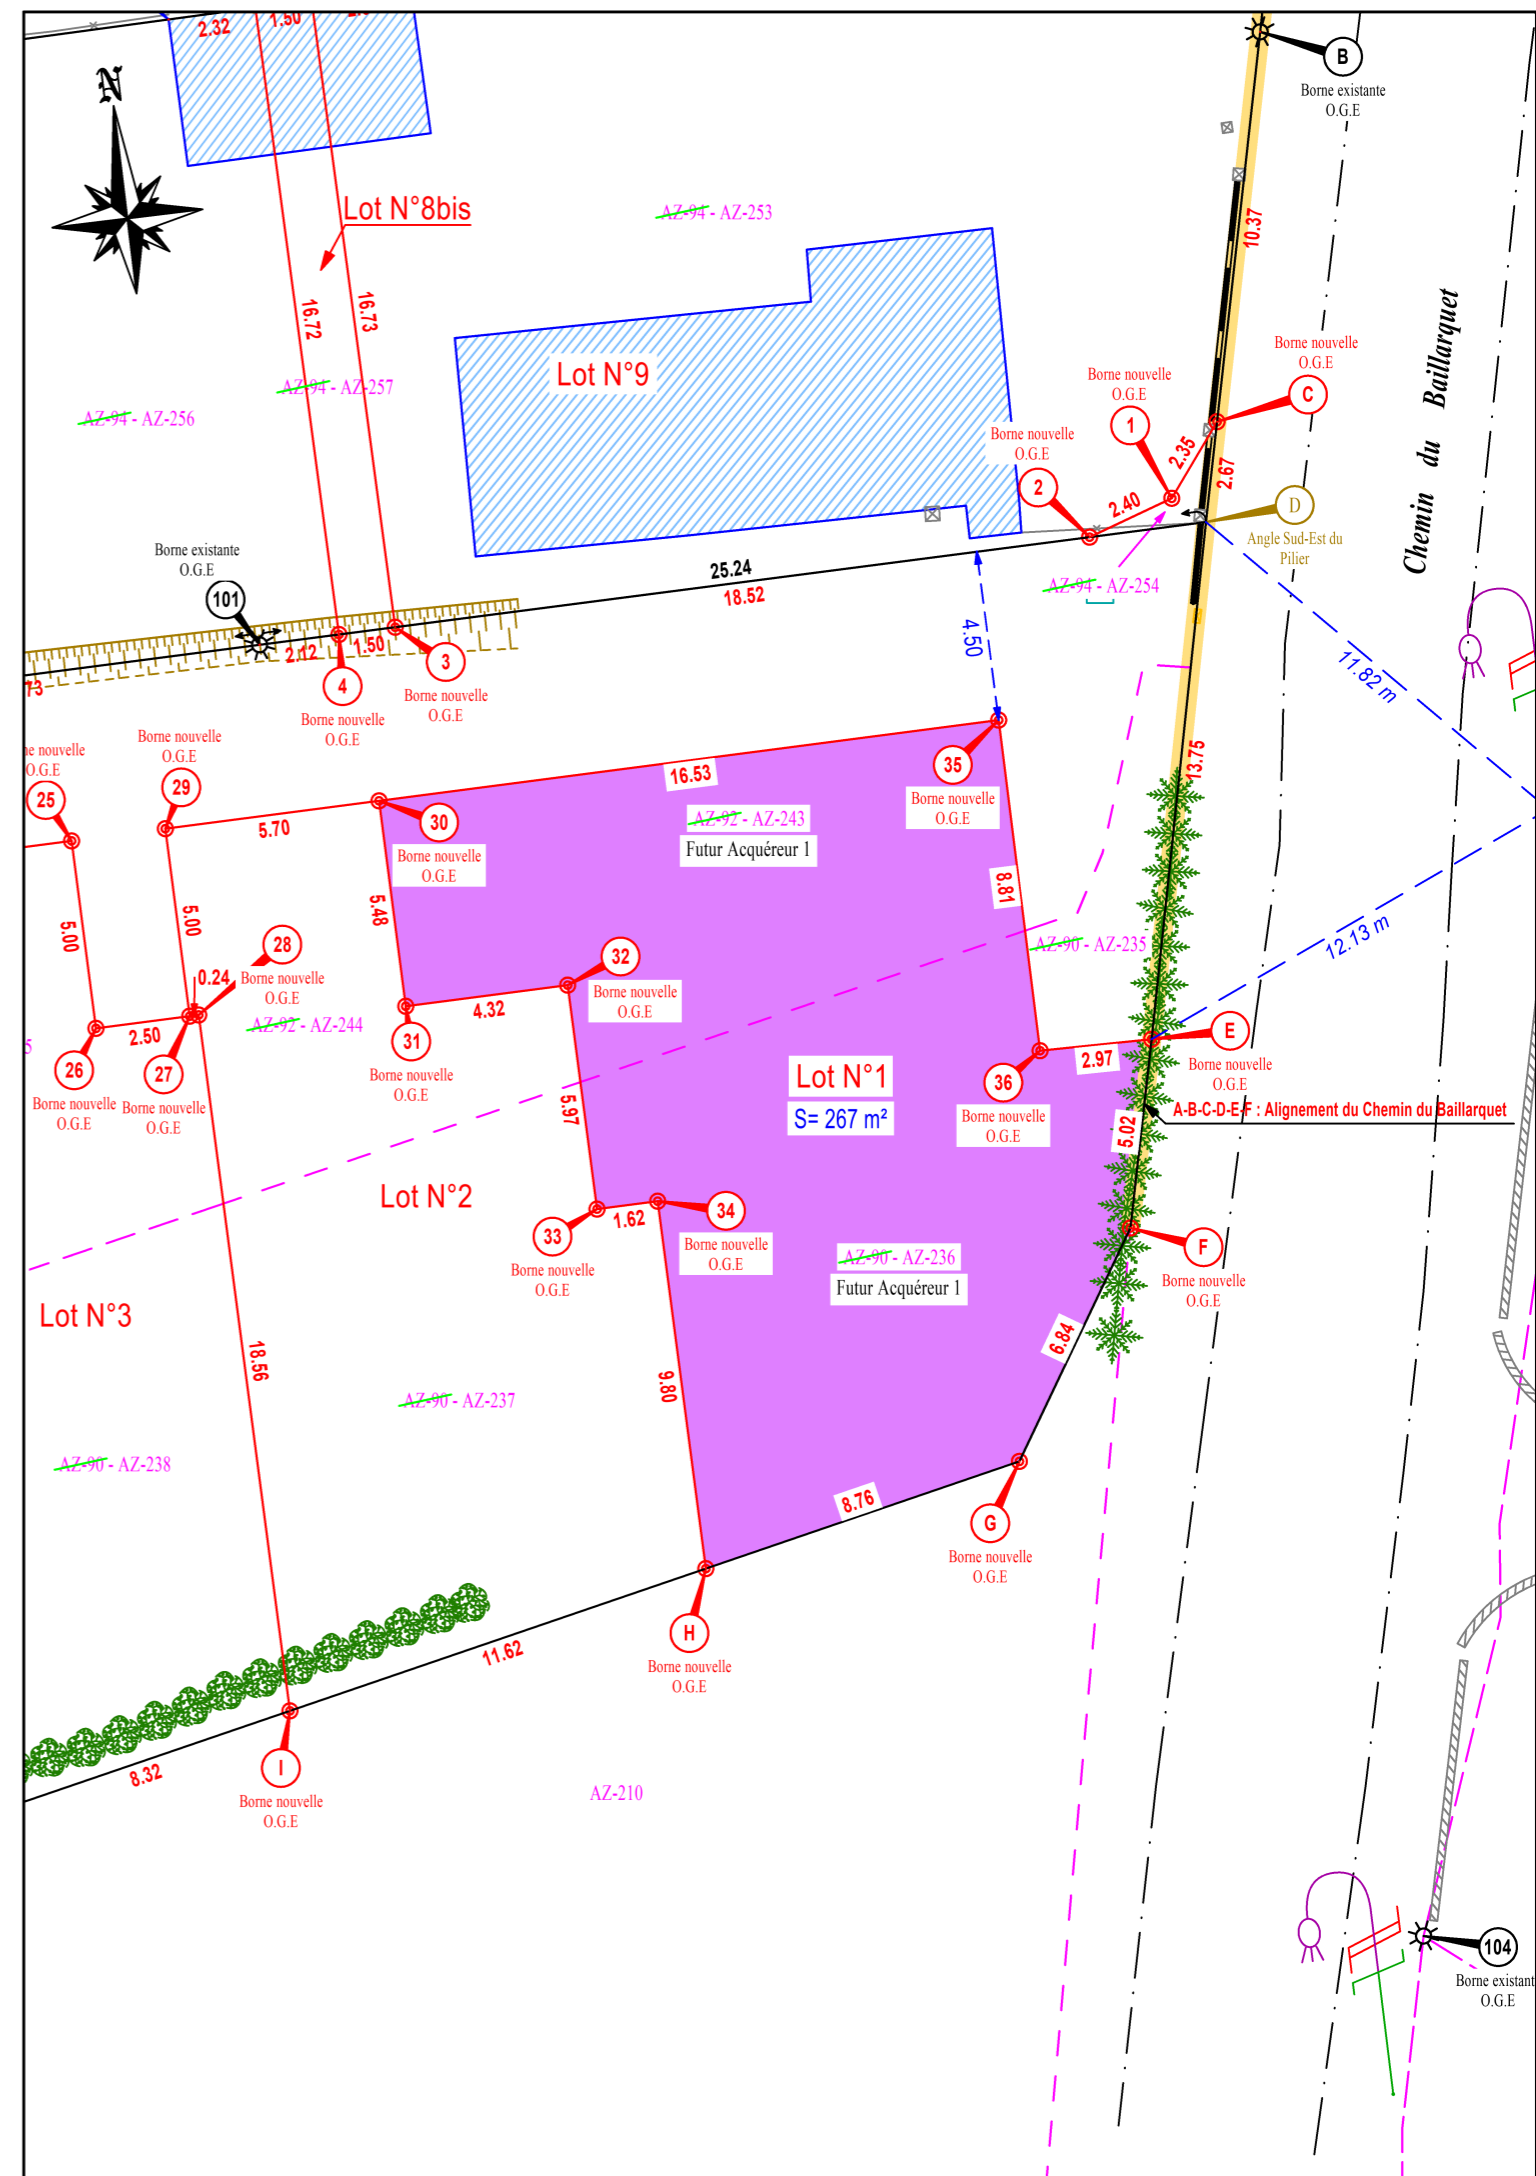 2.32
1.50
N
B
Borne existante
O.G.E
Lot N°8bis
AZ-94 - AZ-253
10.37
16.72
16.73
Chemin du Baillarquet
Borne nouvelle
O.G.E
C
Lot N°9
AZ-94 - AZ-257
AZ-94 - AZ-256
Borne nouvelle
O.G.E
1
2.35
2.67
Borne nouvelle
O.G.E
2
2.40
D
Angle Sud-Est du
Pilier
Borne existante
O.G.E
101
25.24
18.52
AZ-94 - AZ-254
4.50
2.12
1.50
3
Borne nouvelle
O.G.E
4
Borne nouvelle
O.G.E
73
11.82 m
13.75
Borne nouvelle
O.G.E
29
ne nouvelle
O.G.E
25
16.53
35
Borne nouvelle
O.G.E
5.70
30
Borne nouvelle
O.G.E
AZ-92 - AZ-243
Futur Acquéreur 1
8.81
5.48
5.00
5.00
28
Borne nouvelle
O.G.E
0.24
32
Borne nouvelle
O.G.E
AZ-90 - AZ-235
12.13 m
4.32
AZ-92 - AZ-244
2.50
31
Borne nouvelle
O.G.E
5
26
Borne nouvelle
O.G.E
27
Borne nouvelle
O.G.E
E
Borne nouvelle
O.G.E
2.97
36
Borne nouvelle
O.G.E
Lot N°1
S= 267 m²
5.97
A-B-C-D-E-F : Alignement du Chemin du Baillarquet
5.02
Lot N°2
1.62
34
Borne nouvelle
O.G.E
33
Borne nouvelle
O.G.E
AZ-90 - AZ-236
Futur Acquéreur 1
F
Borne nouvelle
O.G.E
Lot N°3
6.84
18.56
9.80
AZ-90 - AZ-237
AZ-90 - AZ-238
8.76
G
Borne nouvelle
O.G.E
H
Borne nouvelle
O.G.E
11.62
I
Borne nouvelle
O.G.E
8.32
AZ-210
104
Borne existant
O.G.E